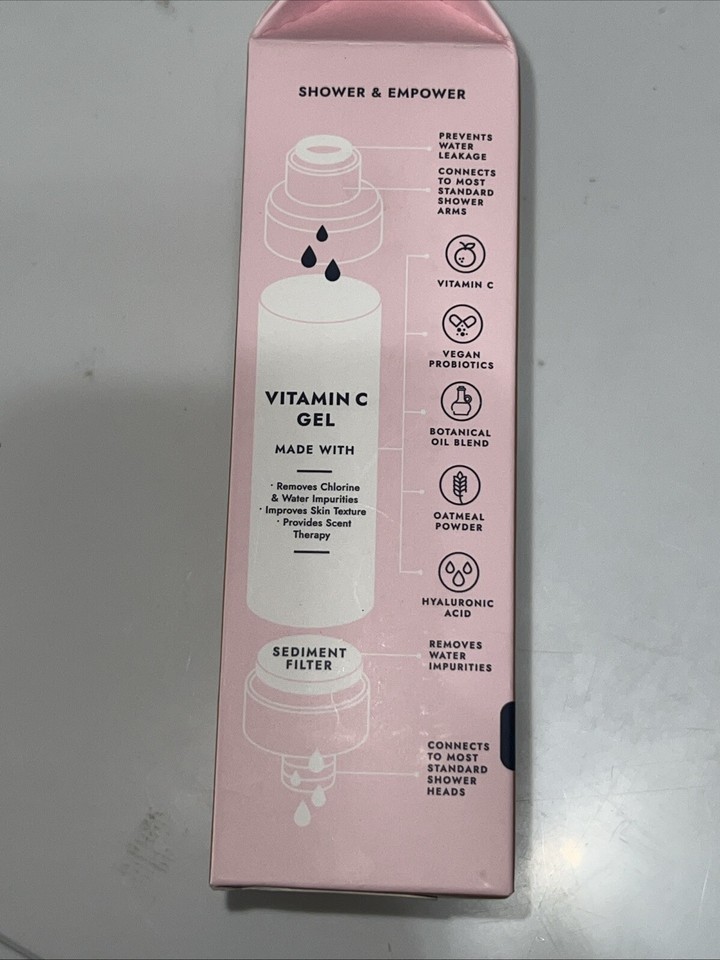 SHOWER & EMPOWER
PREVENTS
WATER
LEAKAGE
CONNECTS
TO MOST
STANDARD
SHOWER
ARMS
VITAMIN C
VEGAN
PROBIOTICS
BOTANICAL
OIL BLEND
OATMEAL
POWDER
HYALURONIC
ACID
VITAMIN C
GEL
MADE WITH
· Removes Chlorine
& Water Impurities
· Improves Skin Texture
· Provides Scent
Therapy
SEDIMENT
FILTER
REMOVES
WATER
IMPURITIES
CONNECTS
TO MOST
STANDARD
SHOWER
HEADS